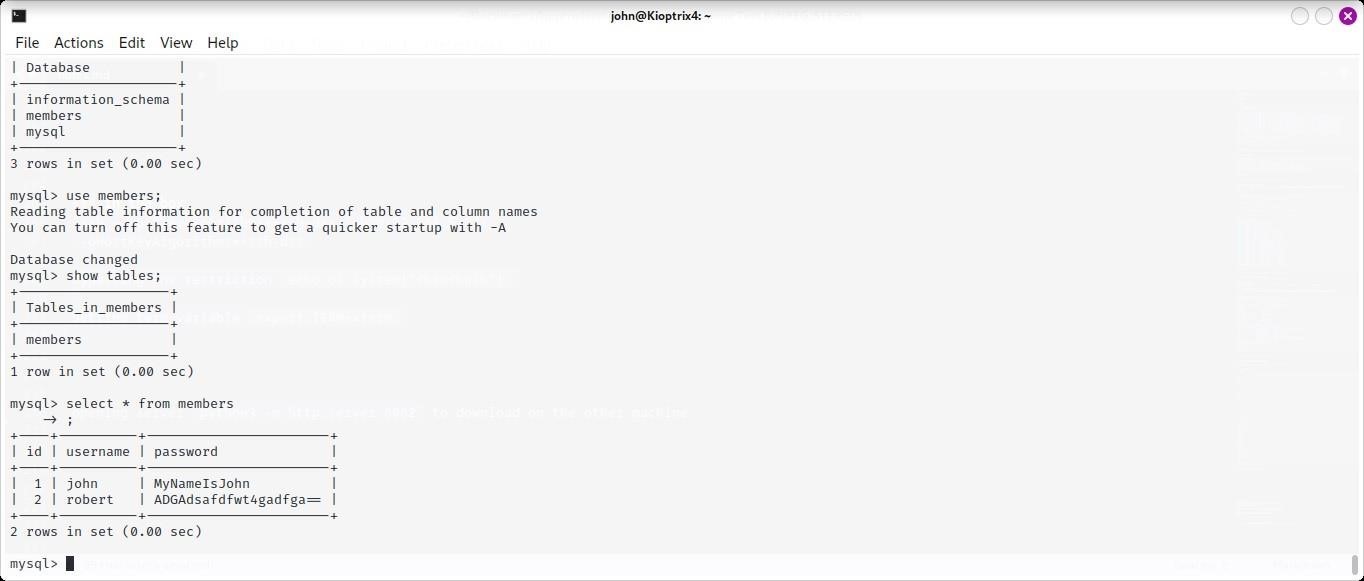 john@Kioptrix4: ~
File Actions Edit View Help
| Database |
+--------------------+
| information_schema |
| members |
| mysql |
+--------------------+
3 rows in set (0.00 sec)
mysql> use members;
Reading table information for completion of table and column names
You can turn off this feature to get a quicker startup with -A
Database changed
mysql> show tables;
+-------------------+
| Tables_in_members |
+-------------------+
| members |
+-------------------+
1 row in set (0.00 sec)
mysql> select * from members
-> ;
+----+----------+-----------------------+
| id | username | password |
+----+----------+-----------------------+
| 1 | john | MyNameIsJohn |
| 2 | robert | ADGAdsafdfwt4gadfga== |
+----+----------+-----------------------+
2 rows in set (0.00 sec)
mysql>